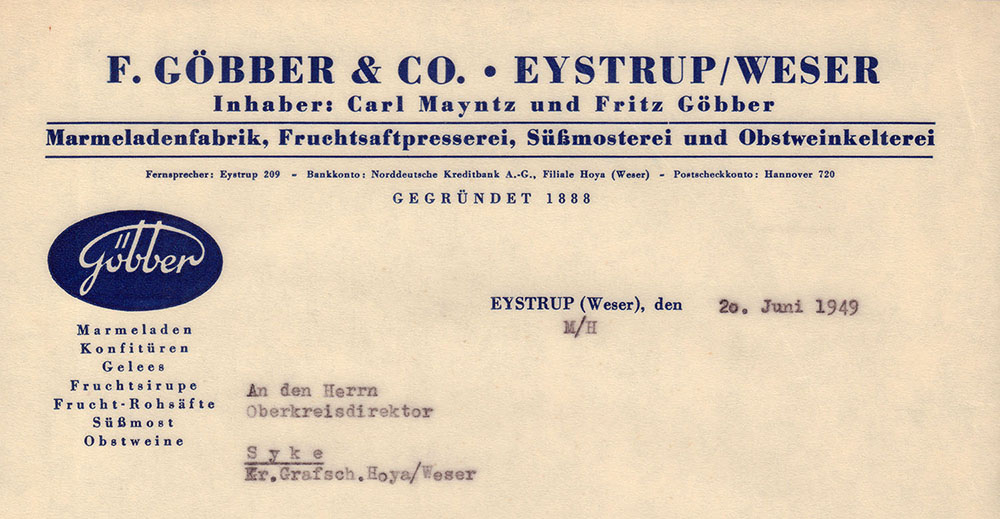 F. GÖBBER & CO. • EYSTRUP/WESER
Inhaber: Carl Mayntz und Fritz Göbber
Marmeladenfabrik, Fruchtsaftpresserei, Süßmosterei und Obstweinkelterei
Fernsprecher: Eystrup 209 - Bankkonto: Norddeutsche Kreditbank A.-G., Filiale Hoya (Weser) - Postscheckkonto: Hannover 720
GEGRÜNDET 1888
Göbber
EYSTRUP (Weser), den 20. Juni 1949
M/H
Marmeladen
Konfitüren
Gelees
Fruchtsirupe
Frucht-Rohsäfte
Süßmost
Obstweine
An den Herrn
Oberkreisdirektor
Syke
Kr.Grafsch.Hoya/Weser